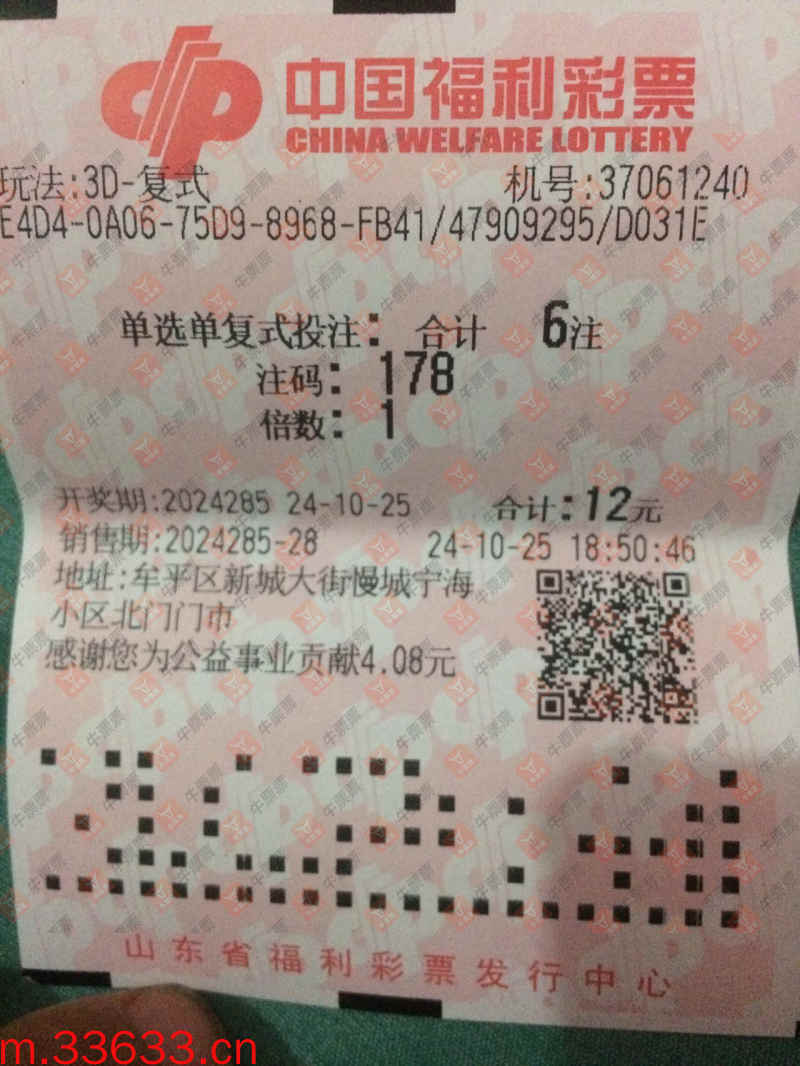 中国福利彩票
CHINA WELFARE LOTTERY
玩法:3D-复式 机号:37061240
E4D4-0A06-75D9-8968-FB41/47909295/D031E
单选单复式投注: 合计 6注
注码: 178
倍数: 1
开奖期:2024285 24-10-25 合计:12元
销售期:2024285-28 24-10-25 18:50:46
地址:牟平区新城大街慢城宁海
小区北门门市
感谢您为公益事业贡献4.08元
山东省福利彩票发行中心
m.33633.cn